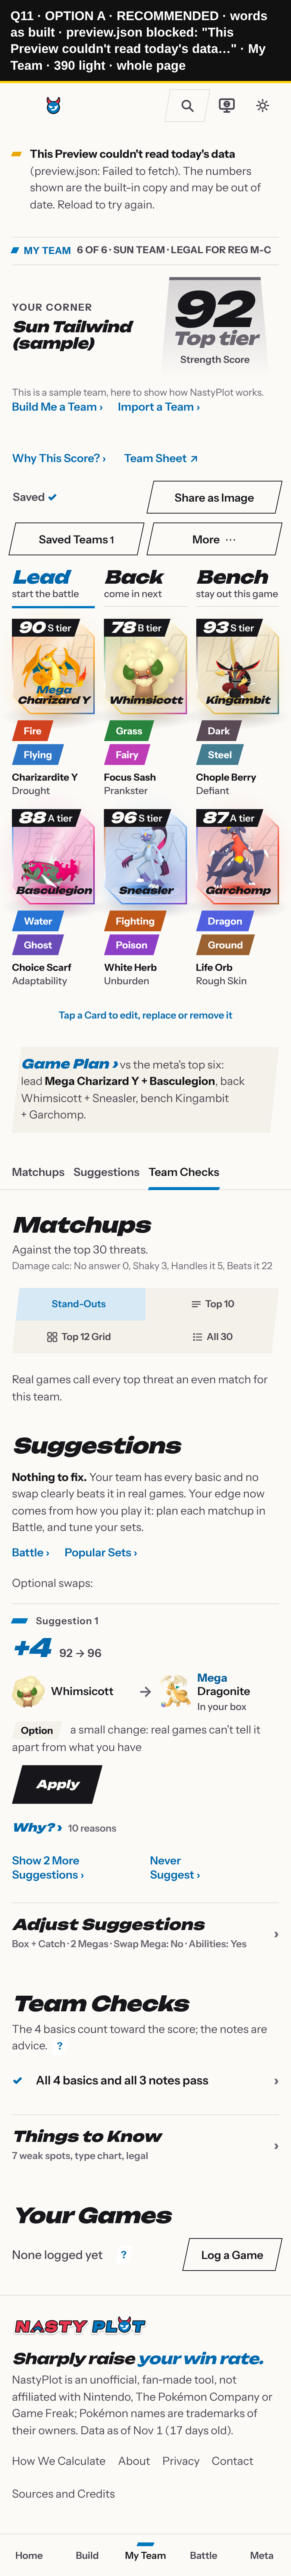 Q11 · OPTION A · RECOMMENDED · words
as built · preview.json blocked: "This
Preview couldn't read today's data…" · My
Team · 390 light · whole page
This Preview couldn't read today's data
(preview.json: Failed to fetch). The numbers
shown are the built-in copy and may be out of
date. Reload to try again.
MY TEAM 6 OF 6 · SUN TEAM · LEGAL FOR REG M-C
YOUR CORNER
Sun Tailwind
(sample)
92
Top tier
Strength Score
This is a sample team, here to show how NastyPlot works.
Build Me a Team › Import a Team ›
Why This Score? › Team Sheet ↗
Saved ✔ Share as Image
Saved Teams 1 More ···
Lead Back Bench
start the battle come in next stay out this game
90 S tier 78 B tier 93 S tier
Mega
Charizard Y Whimsicott Kingambit
Fire Grass Dark
Flying Fairy Steel
Charizardite Y Focus Sash Chople Berry
Drought Prankster Defiant
88 A tier 96 S tier 87 A tier
Basculegion Sneasler Garchomp
Water Fighting Dragon
Ghost Poison Ground
Choice Scarf White Herb Life Orb
Adaptability Unburden Rough Skin
Tap a Card to edit, replace or remove it
Game Plan › vs the meta's top six:
lead Mega Charizard Y + Basculegion, back
Whimsicott + Sneasler, bench Kingambit
+ Garchomp.
Matchups Suggestions Team Checks
Matchups
Against the top 30 threats.
Damage calc: No answer 0, Shaky 3, Handles it 5, Beats it 22
Stand-Outs Top 10
Top 12 Grid All 30
Real games call every top threat an even match for
this team.
Suggestions
Nothing to fix. Your team has every basic and no
swap clearly beats it in real games. Your edge now
comes from how you play it: plan each matchup in
Battle, and tune your sets.
Battle › Popular Sets ›
Optional swaps:
Suggestion 1
+4 92 → 96
Whimsicott → Mega
Dragonite
In your box
Option a small change: real games can't tell it
apart from what you have
Apply
Why? › 10 reasons
Show 2 More Never
Suggestions › Suggest ›
Adjust Suggestions ›
Box + Catch · 2 Megas · Swap Mega: No · Abilities: Yes
Team Checks
The 4 basics count toward the score; the notes are
advice. ?
✔ All 4 basics and all 3 notes pass ›
Things to Know ›
7 weak spots, type chart, legal
Your Games
None logged yet ? Log a Game
NASTY PLOT
Sharply raise your win rate.
NastyPlot is an unofficial, fan-made tool, not
affiliated with Nintendo, The Pokémon Company or
Game Freak; Pokémon names are trademarks of
their owners. Data as of Nov 1 (17 days old).
How We Calculate About Privacy Contact
Sources and Credits
Home Build My Team Battle Meta